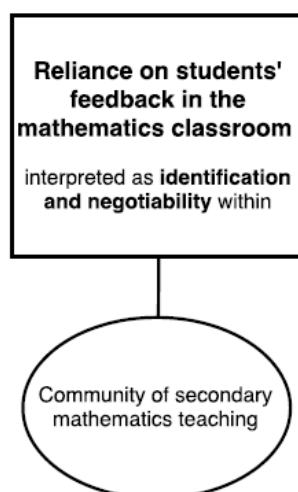 Reliance on students'
feedback in the
mathematics classroom
interpreted as identification
and negotiability within
Community of secondary
mathematics teaching